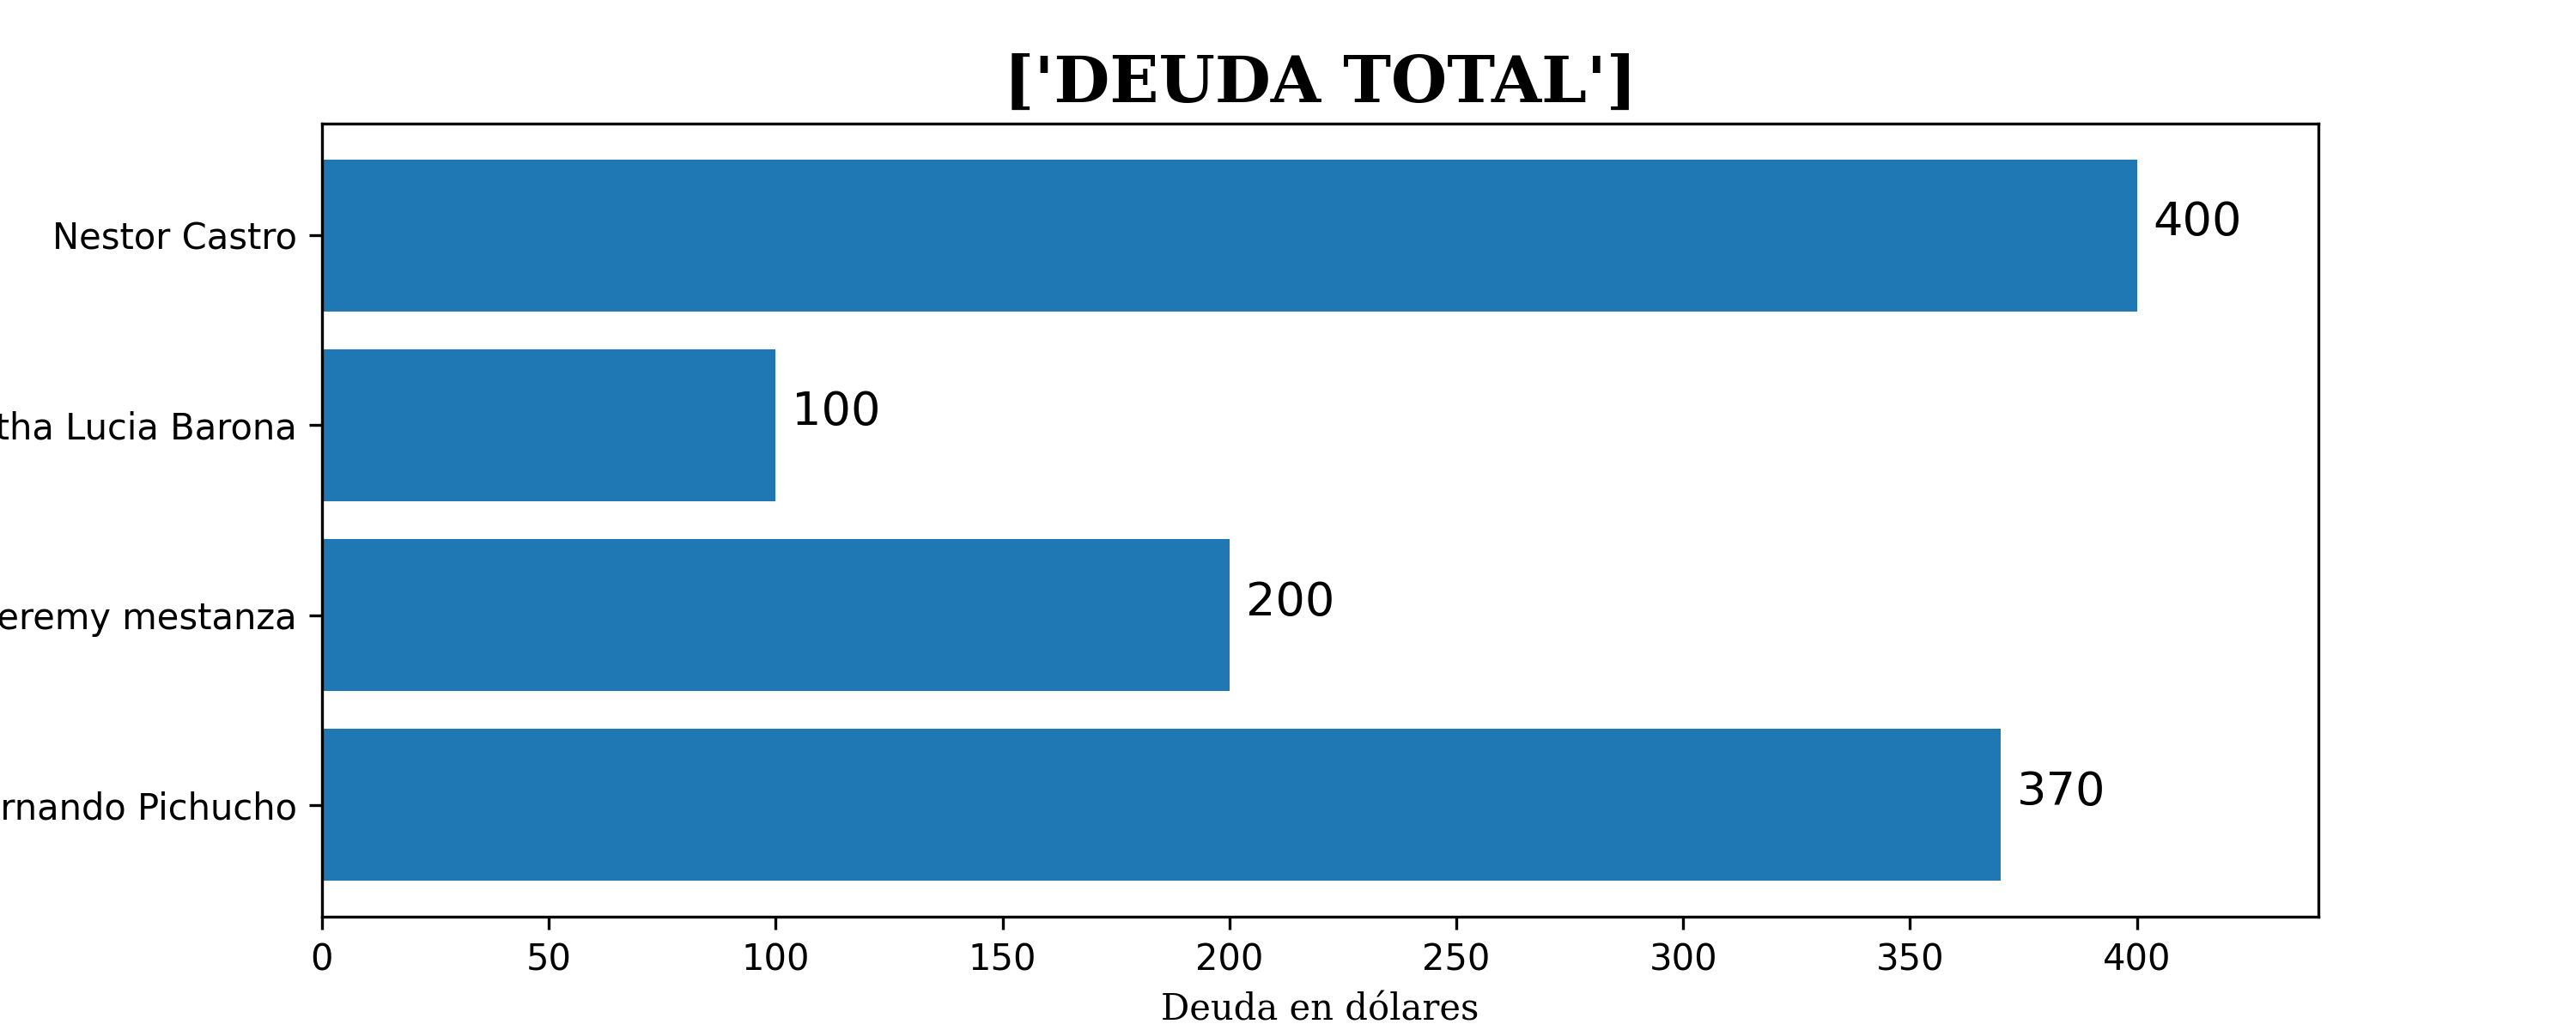 ['DEUDA TOTAL']
Nestor Castro
400
tha Lucia Barona
100
eremy mestanza
200
rnando Pichucho
370
0 50 100 150 200 250 300 350 400
Deuda en dólares